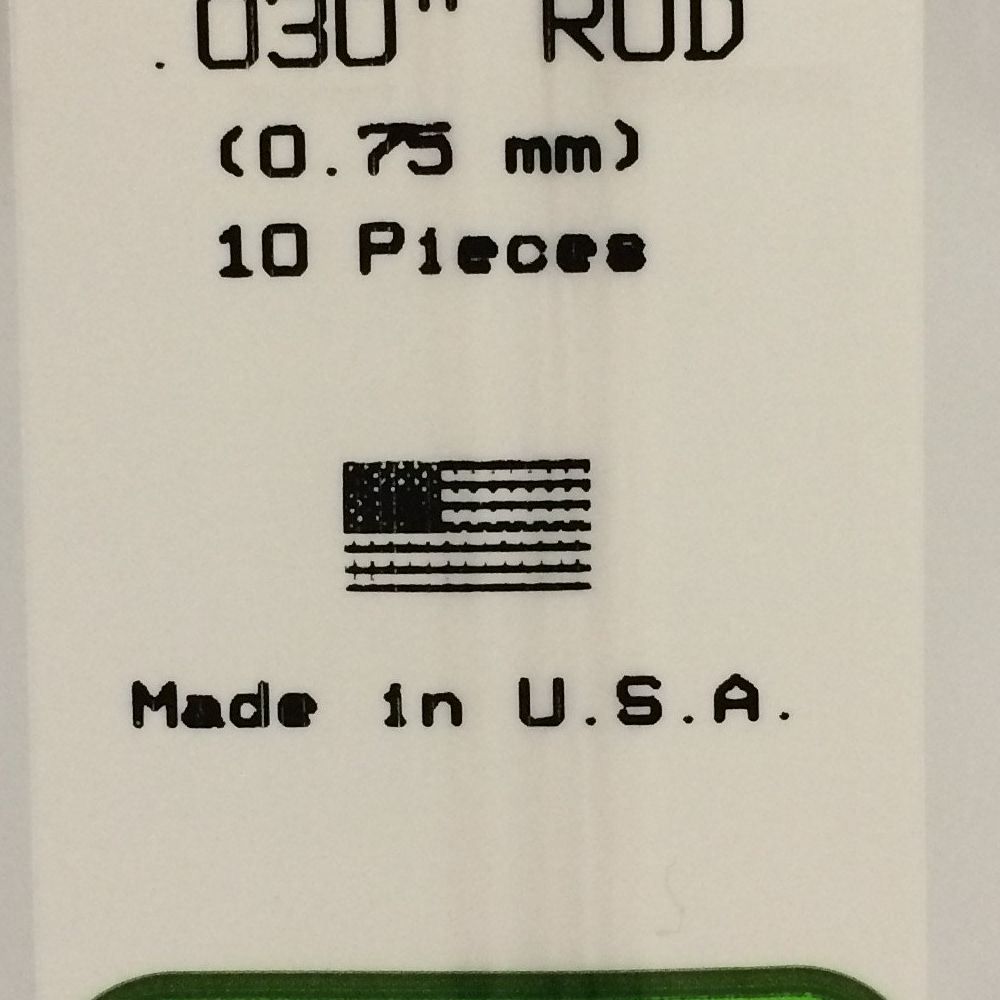 .030" ROD
(0.75 mm)
10 Pieces
Made in U.S.A.